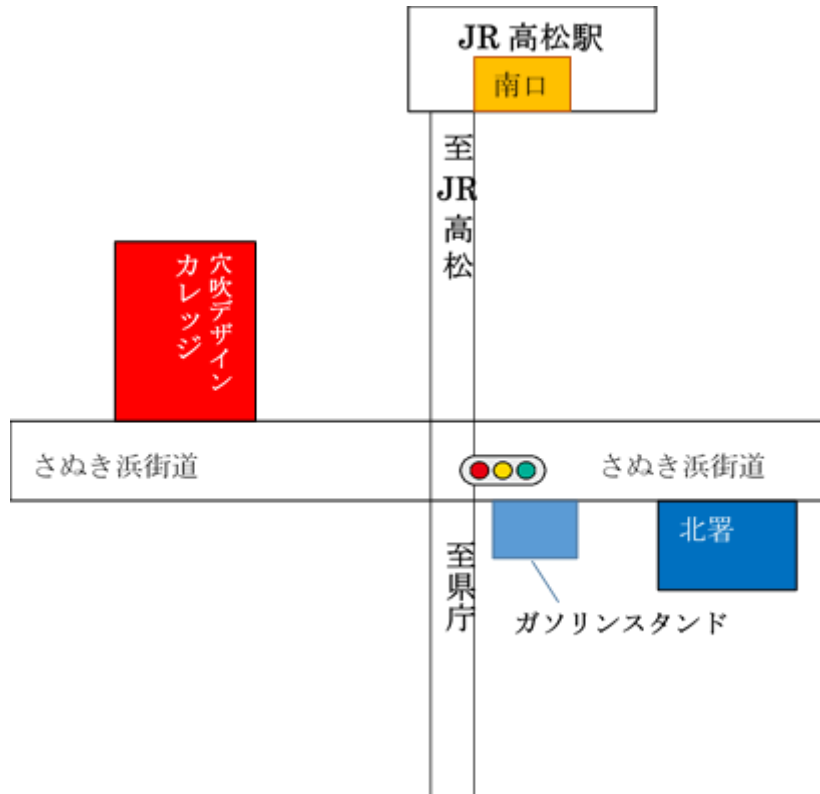 JR 高松駅
南口
至JR高松
穴吹デザイン
カレッジ
さぬき浜街道
さぬき浜街道
北署
至県庁
ガソリンスタンド